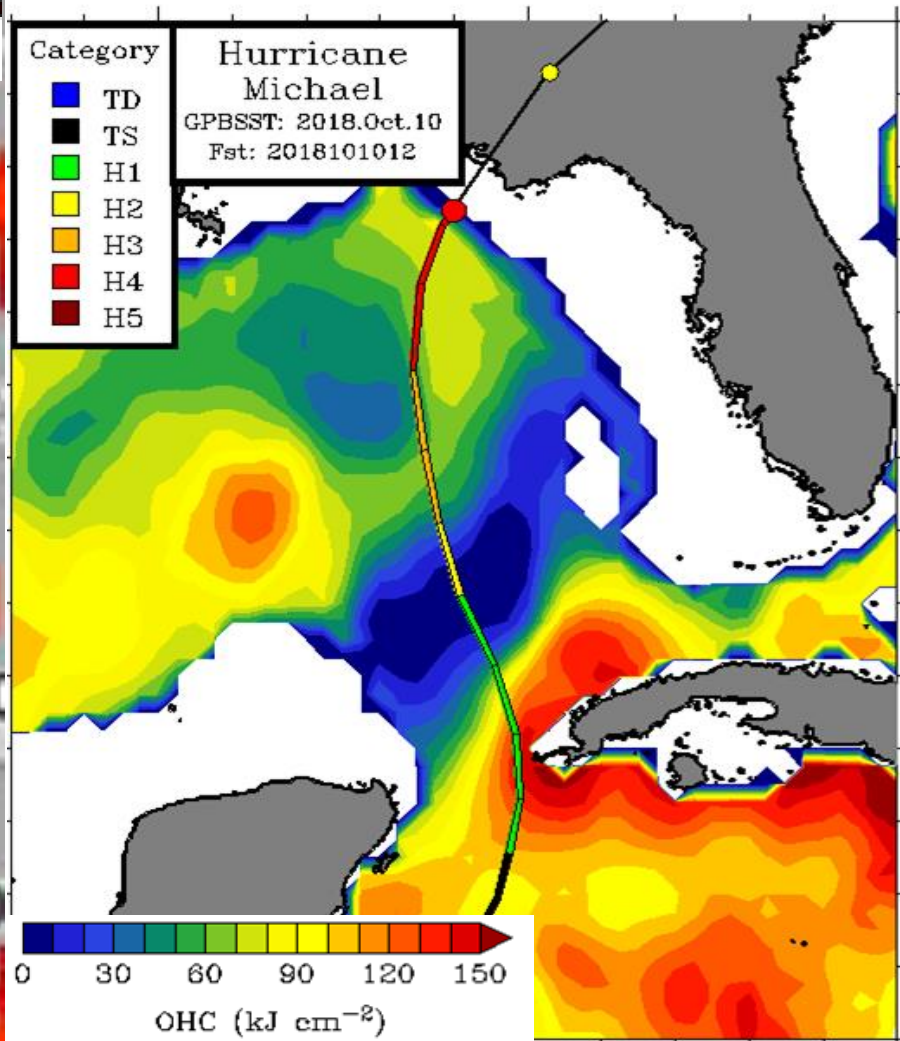 Category
TD
TS
H1
H2
H3
H4
H5
Hurricane
Michael
GPBSST: 2018.Oct.10
Fst: 2018101012
0 30 60 90 120 150
OHC (kJ cm⁻²)